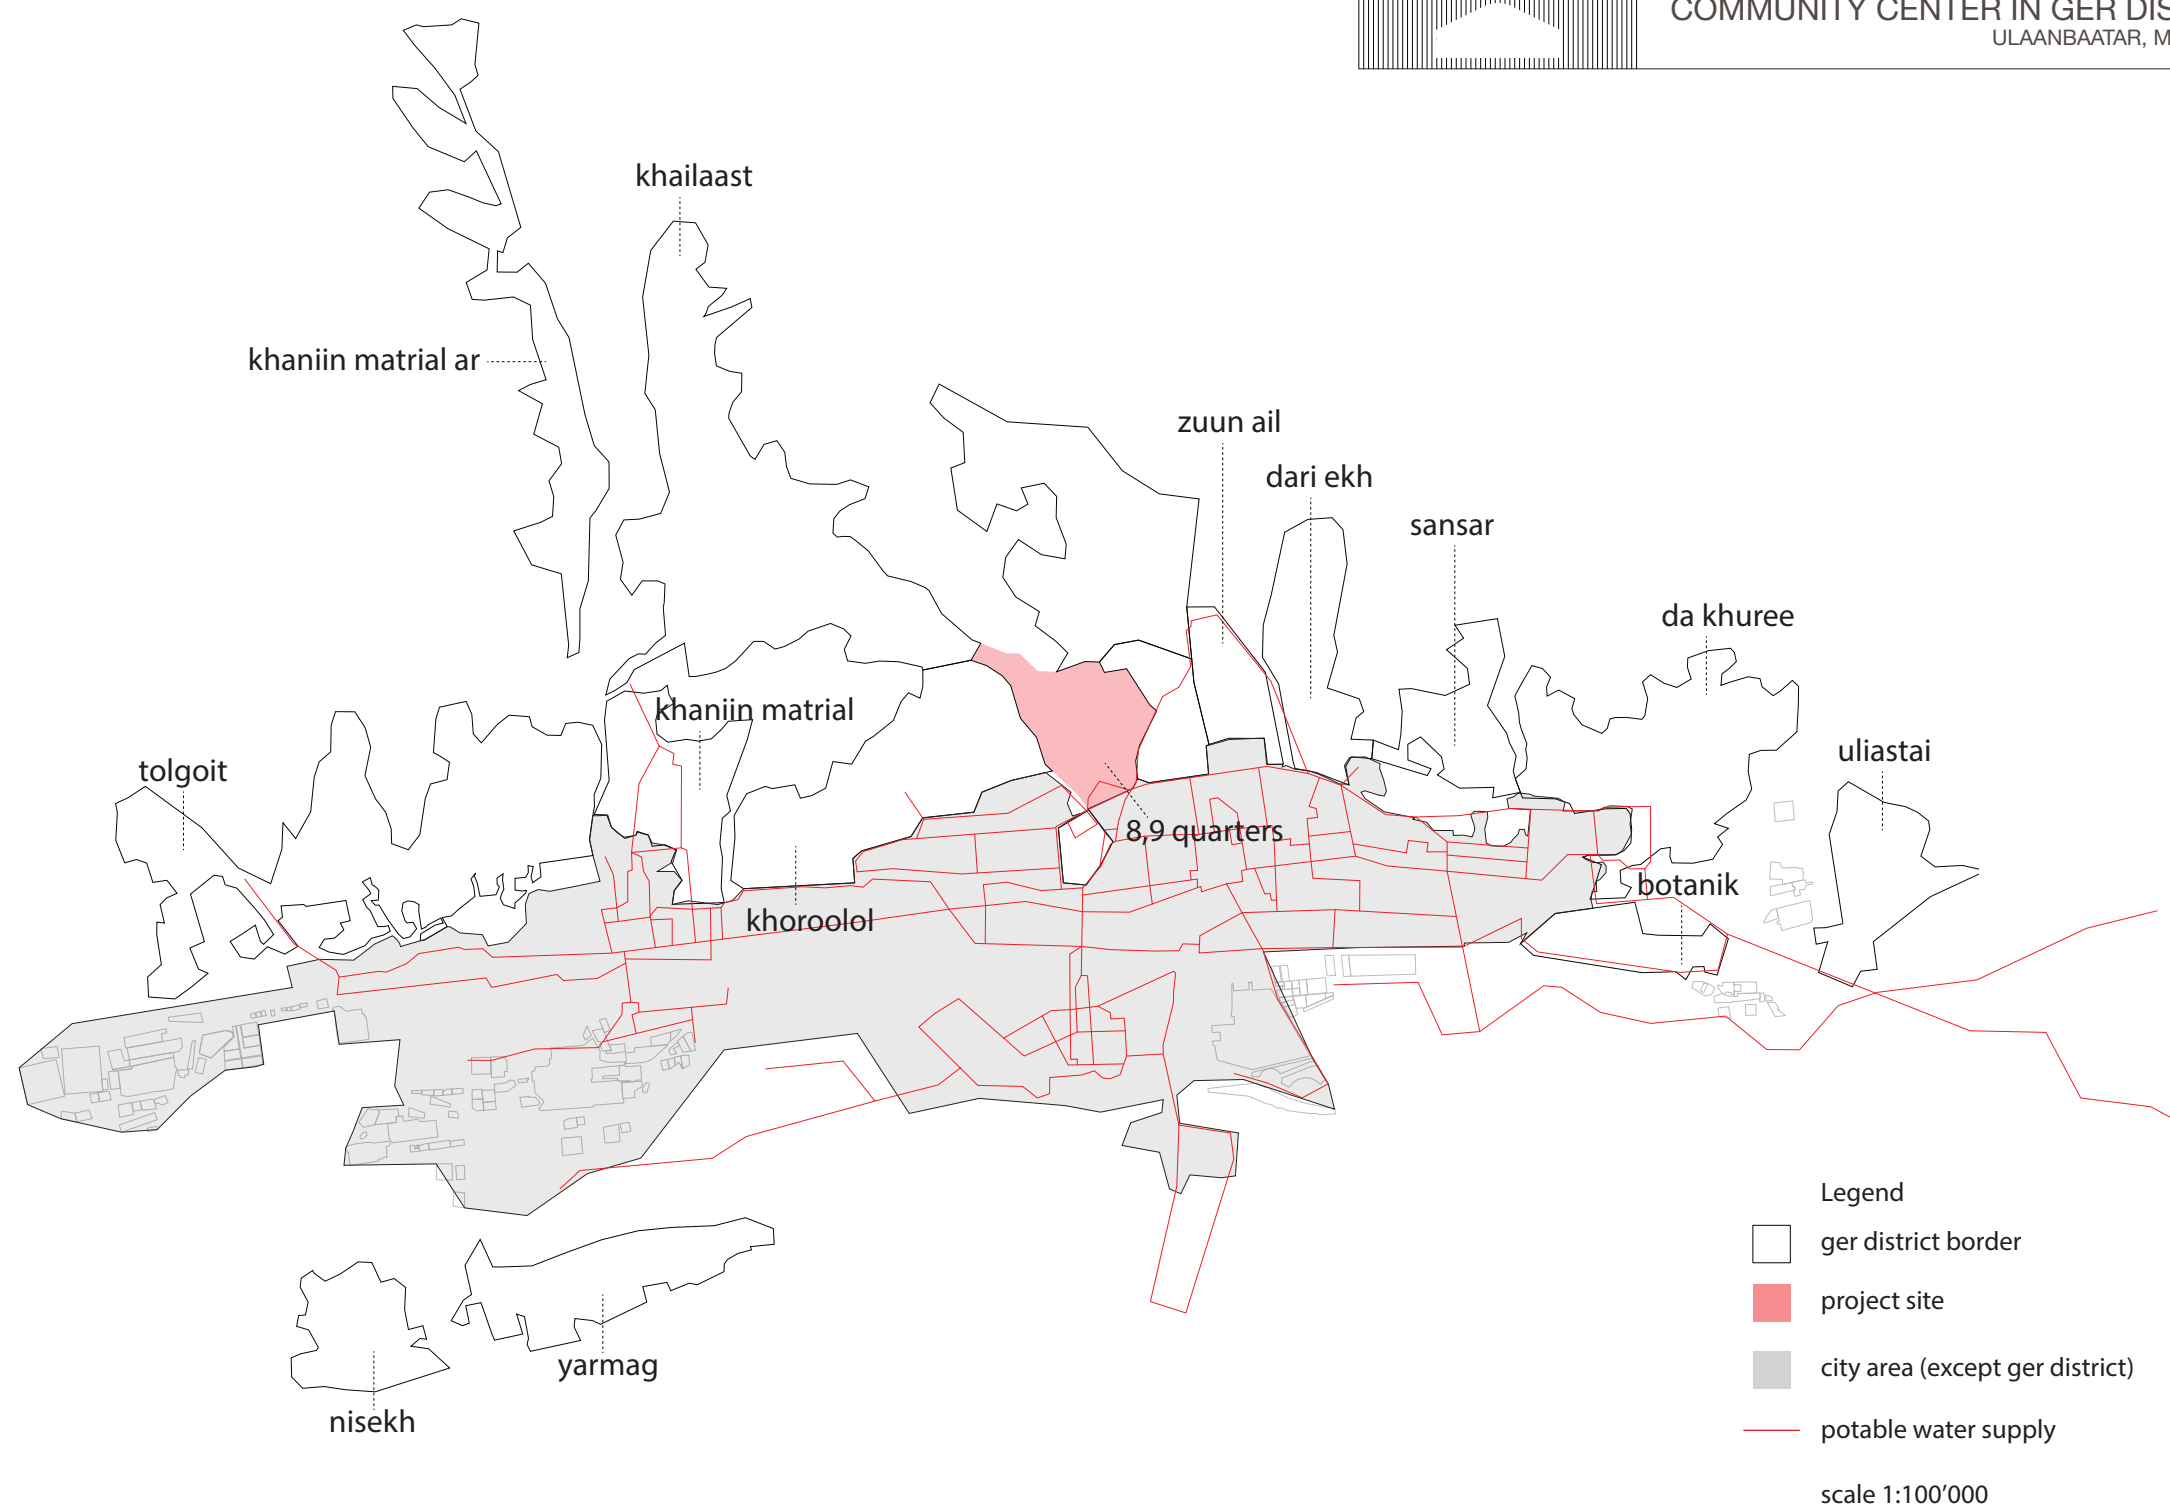 COMMUNITY CENTER IN GER DIS
ULAANBAATAR, M
khailaast
khaniin matrial ar
zuun ail
dari ekh
sansar
da khuree
khaniin matrial
uliastai
tolgoit
8,9 quarters
botanik
khoroolol
yarmag
nisekh
Legend
ger district border
project site
city area (except ger district)
potable water supply
scale 1:100'000